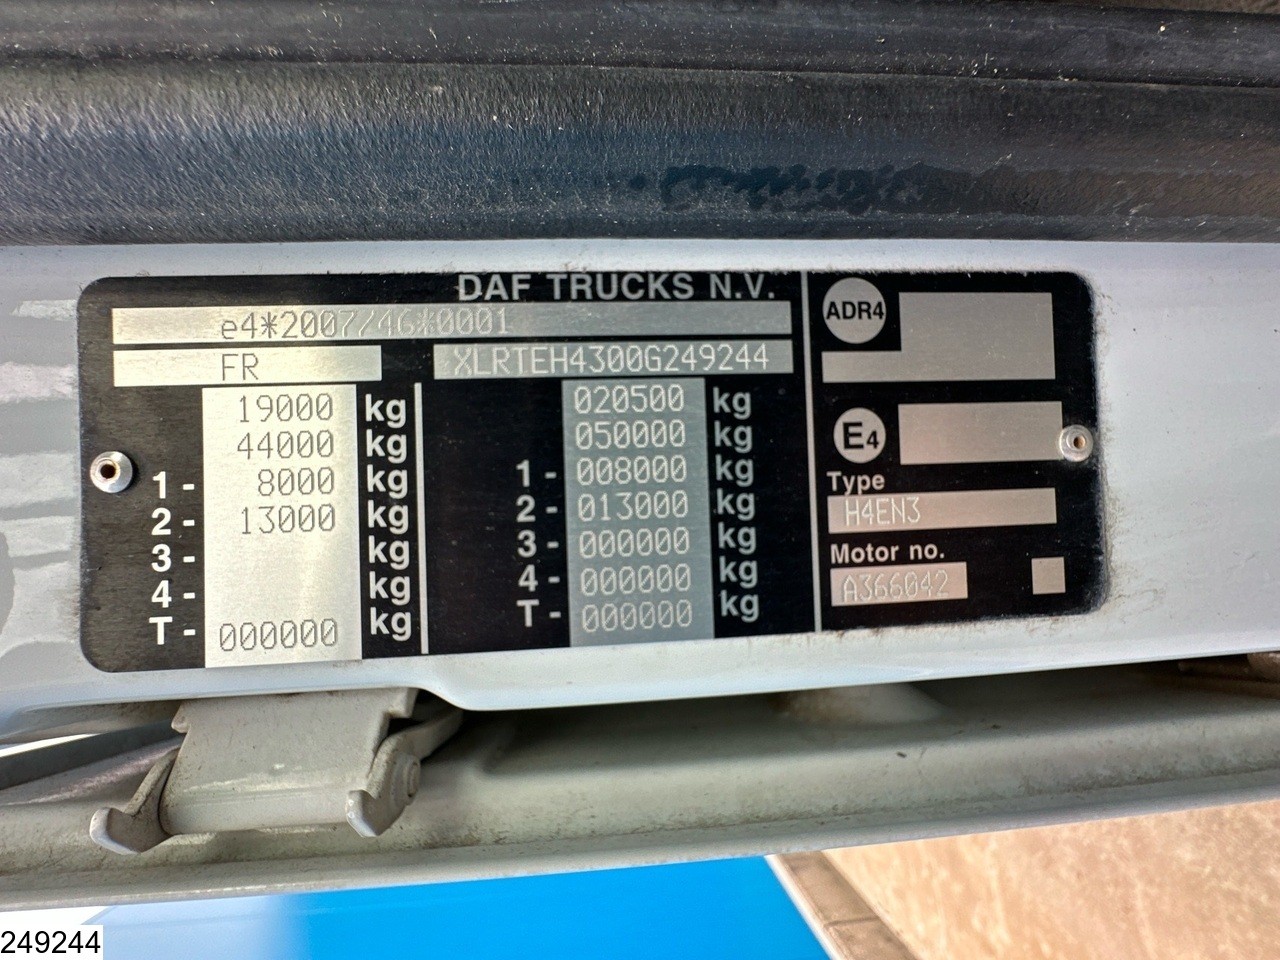 DAF TRUCKS N.V.
e4*2007/46*0001
FR
XLRTEH4300G249244
19000 kg
44000 kg
1- 8000 kg
2- 13000 kg
3- kg
4- kg
T- 000000 kg
020500 kg
050000 kg
1- 008000 kg
2- 013000 kg
3- 000000 kg
4- 000000 kg
T- 000000 kg
ADR4
E4
Type
H4EN3
Motor no.
A366042
249244